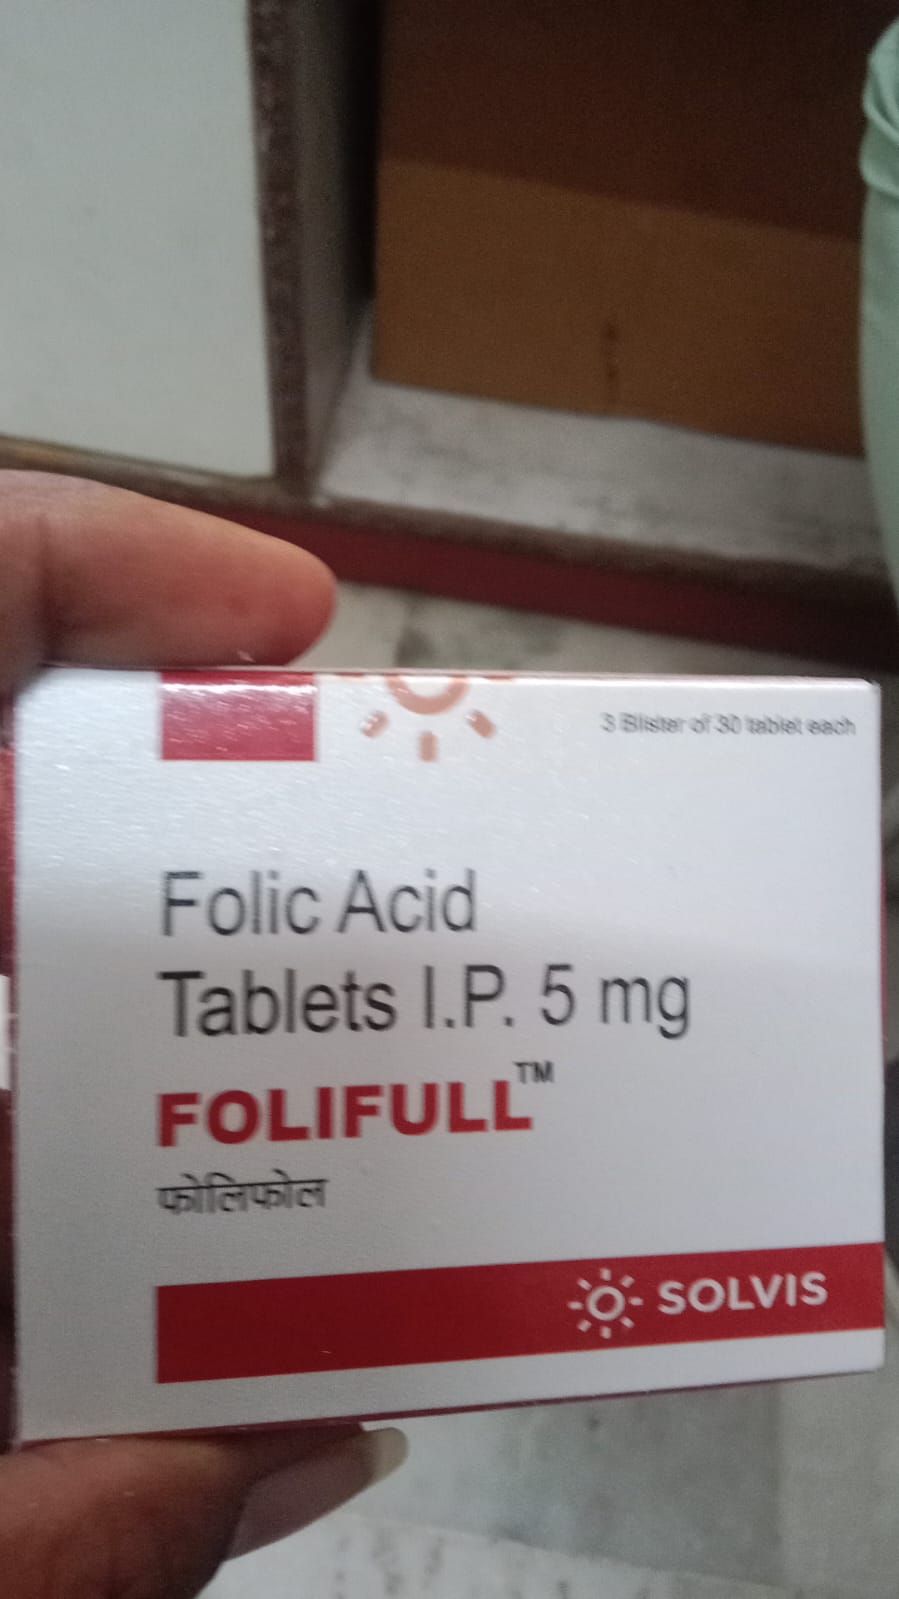 3 Blister of 30 tablet each
Folic Acid
Tablets I.P. 5 mg
FOLIFULL™
फोलिफोल
SOLVIS